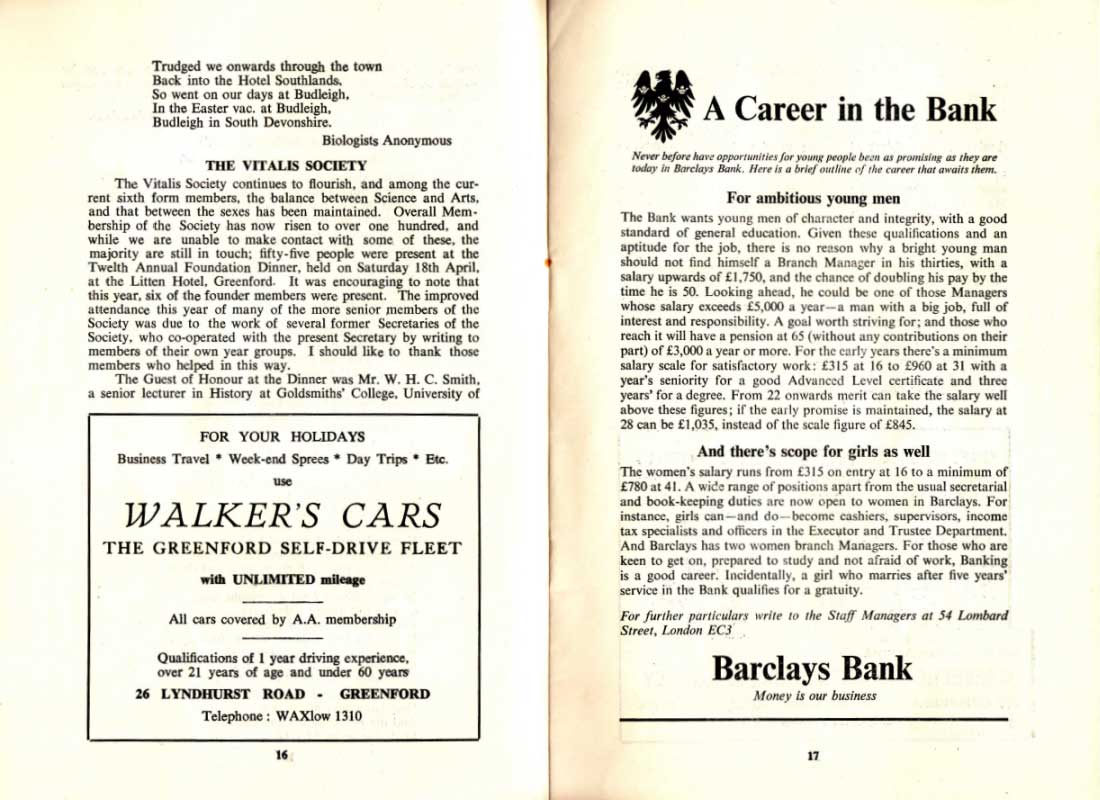 Trudged we onwards through the town
Back into the Hotel Southlands,
So went on our days at Budleigh,
In the Easter vac. at Budleigh,
Budleigh in South Devonshire.
Biologists Anonymous
THE VITALIS SOCIETY
The Vitalis Society continues to flourish, and among the cur-
rent sixth form members, the balance between Science and Arts,
and that between the sexes has been maintained. Overall Mem-
bership of the Society has now risen to over one hundred, and
while we are unable to make contact with some of these, the
majority are still in touch; fifty-five people were present at the
Twelth Annual Foundation Dinner, held on Saturday 18th April,
at the Litten Hotel, Greenford. It was encouraging to note that
this year, six of the founder members were present. The improved
attendance this year of many of the more senior members of the
Society was due to the work of several former Secretaries of the
Society, who co-operated with the present Secretary by writing to
members of their own year groups. I should like to thank those
members who helped in this way.
The Guest of Honour at the Dinner was Mr. W. H. C. Smith,
a senior lecturer in History at Goldsmiths' College, University of
FOR YOUR HOLIDAYS
Business Travel * Week-end Sprees * Day Trips * Etc.
use
WALKER'S CARS
THE GREENFORD SELF-DRIVE FLEET
with UNLIMITED mileage
All cars covered by A.A. membership
Qualifications of 1 year driving experience,
over 21 years of age and under 60 years
26 LYNDHURST ROAD - GREENFORD
Telephone : WAXlow 1310
16
A Career in the Bank
Never before have opportunities for young people been as promising as they are
today in Barclays Bank. Here is a brief outline of the career that awaits them.
For ambitious young men
The Bank wants young men of character and integrity, with a good
standard of general education. Given these qualifications and an
aptitude for the job, there is no reason why a bright young man
should not find himself a Branch Manager in his thirties, with a
salary upwards of £1,750, and the chance of doubling his pay by the
time he is 50. Looking ahead, he could be one of those Managers
whose salary exceeds £5,000 a year—a man with a big job, full of
interest and responsibility. A goal worth striving for; and those who
reach it will have a pension at 65 (without any contributions on their
part) of £3,000 a year or more. For the early years there's a minimum
salary scale for satisfactory work: £315 at 16 to £960 at 31 with a
year's seniority for a good Advanced Level certificate and three
years' for a degree. From 22 onwards merit can take the salary well
above these figures; if the early promise is maintained, the salary at
28 can be £1,035, instead of the scale figure of £845.
And there's scope for girls as well
The women's salary runs from £315 on entry at 16 to a minimum of
£780 at 41. A wide range of positions apart from the usual secretarial
and book-keeping duties are now open to women in Barclays. For
instance, girls can—and do—become cashiers, supervisors, income
tax specialists and officers in the Executor and Trustee Department.
And Barclays has two women branch Managers. For those who are
keen to get on, prepared to study and not afraid of work, Banking
is a good career. Incidentally, a girl who marries after five years'
service in the Bank qualifies for a gratuity.
For further particulars write to the Staff Managers at 54 Lombard
Street, London EC3
Barclays Bank
Money is our business
17